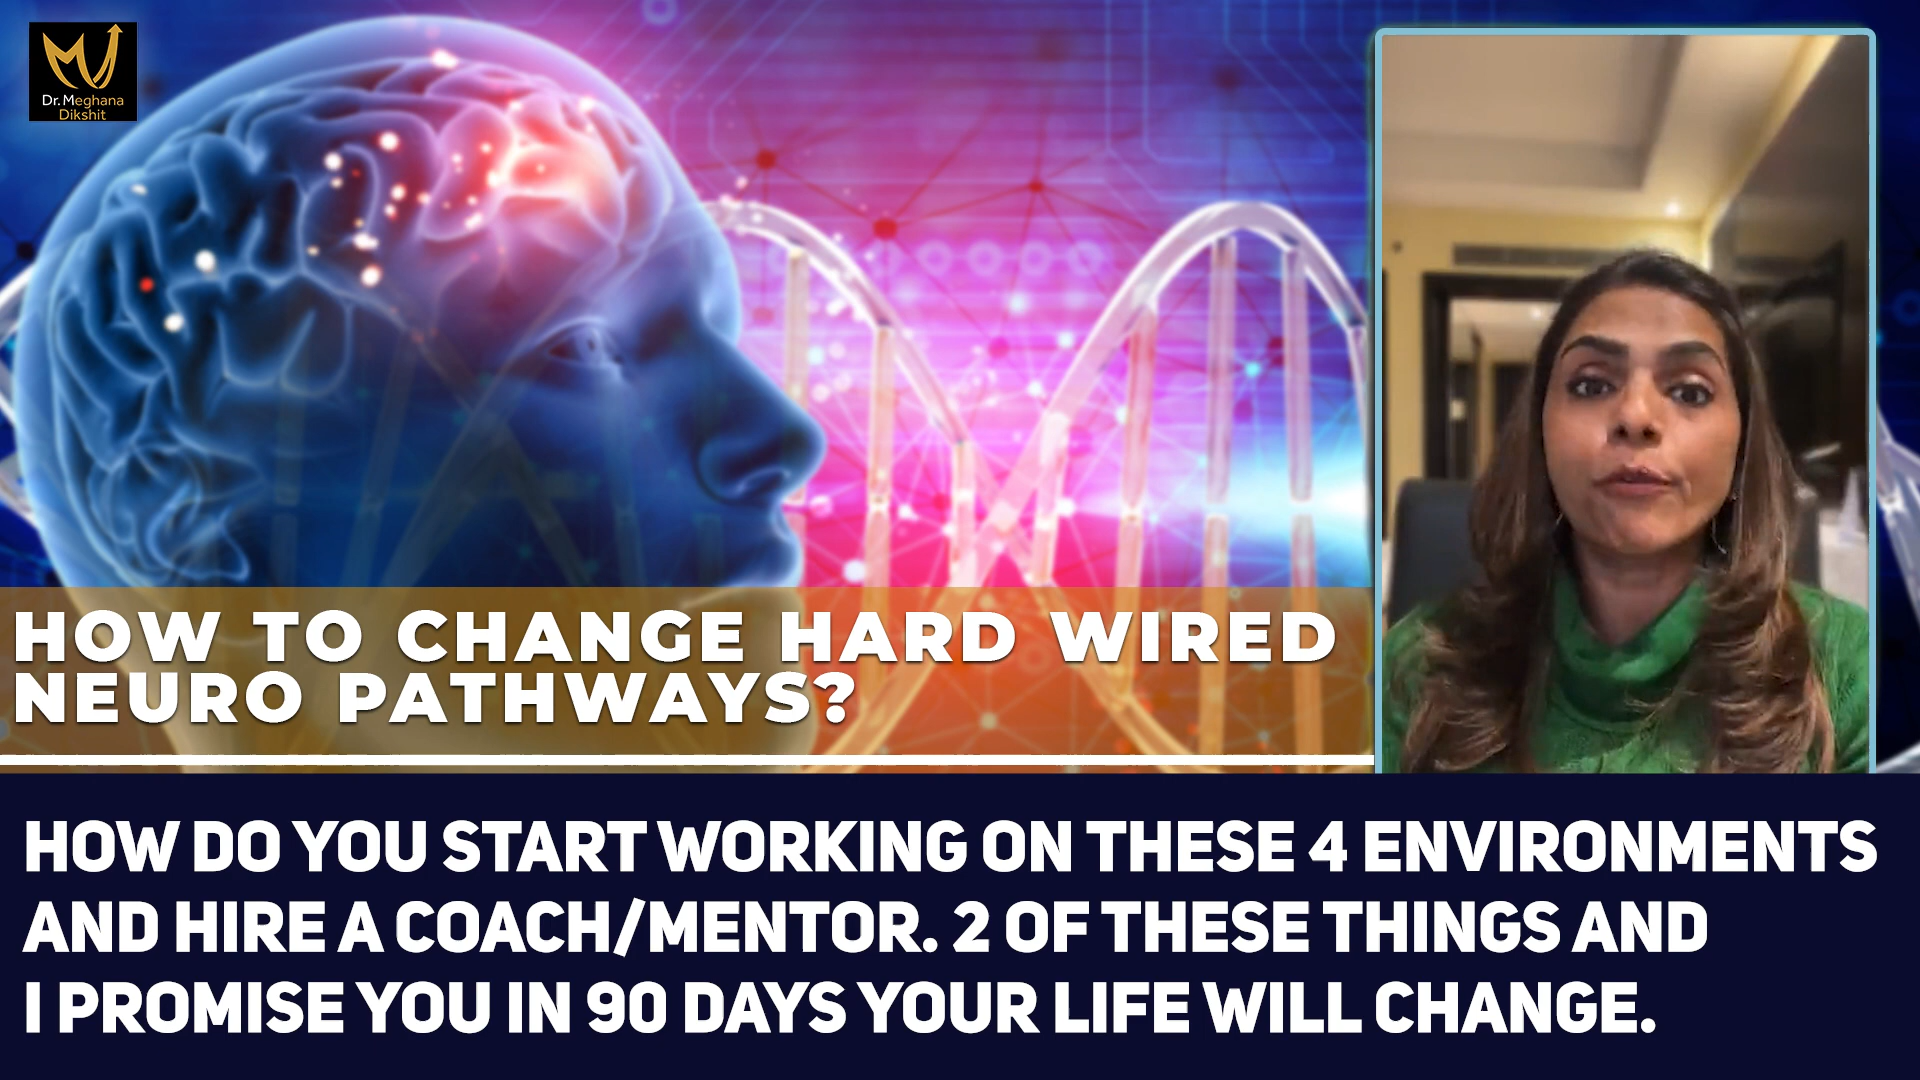 Dr. Meghana
Dikshit
HOW TO CHANGE HARD WIRED
NEURO PATHWAYS?
HOW DO YOU START WORKING ON THESE 4 ENVIRONMENTS
AND HIRE A COACH/MENTOR. 2 OF THESE THINGS AND
I PROMISE YOU IN 90 DAYS YOUR LIFE WILL CHANGE.